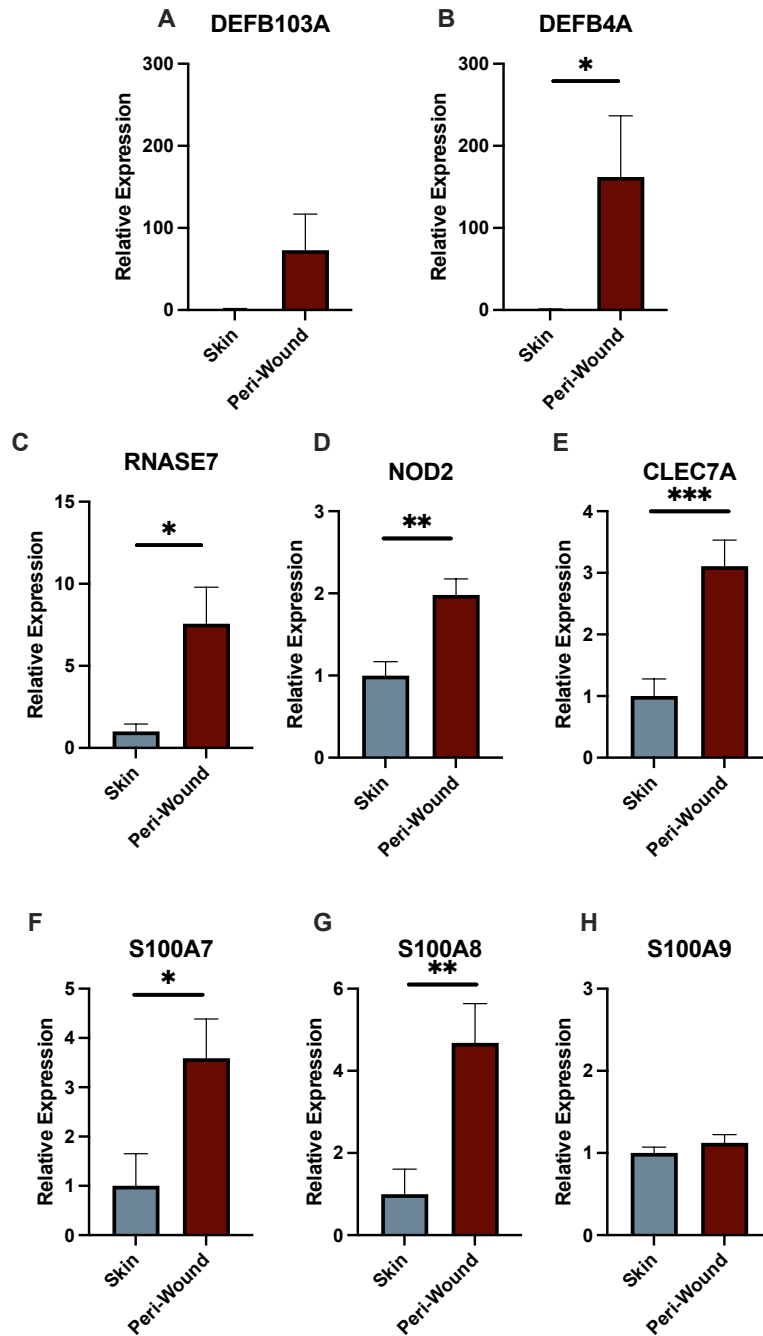 A
DEFB103A
Relative Expression
300
200
100
0
Skin
Peri-Wound
B
DEFB4A
Relative Expression
300
200
100
0
*
Skin
Peri-Wound
C
RNASE7
Relative Expression
15
10
5
0
*
Skin
Peri-Wound
D
NOD2
Relative Expression
3
2
1
0
**
Skin
Peri-Wound
E
CLEC7A
Relative Expression
4
3
2
1
0
***
Skin
Peri-Wound
F
S100A7
Relative Expression
5
4
3
2
1
0
*
Skin
Peri-Wound
G
S100A8
Relative Expression
6
4
2
0
**
Skin
Peri-Wound
H
S100A9
Relative Expression
3
2
1
0
Skin
Peri-Wound